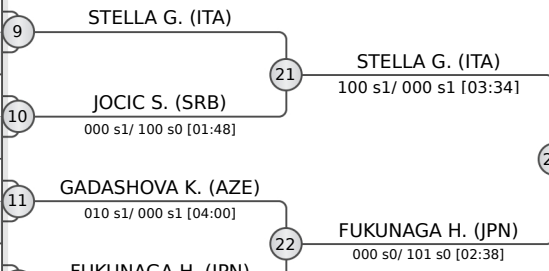 STELLA G. (ITA)
9
STELLA G. (ITA)
100 s1/ 000 s1 [03:34]
21
JOCIC S. (SRB)
000 s1/ 100 s0 [01:48]
10
GADASHOVA K. (AZE)
010 s1/ 000 s1 [04:00]
11
FUKUNAGA H. (JPN)
000 s0/ 101 s0 [02:38]
22
FUKUNAGA H. (JPN)